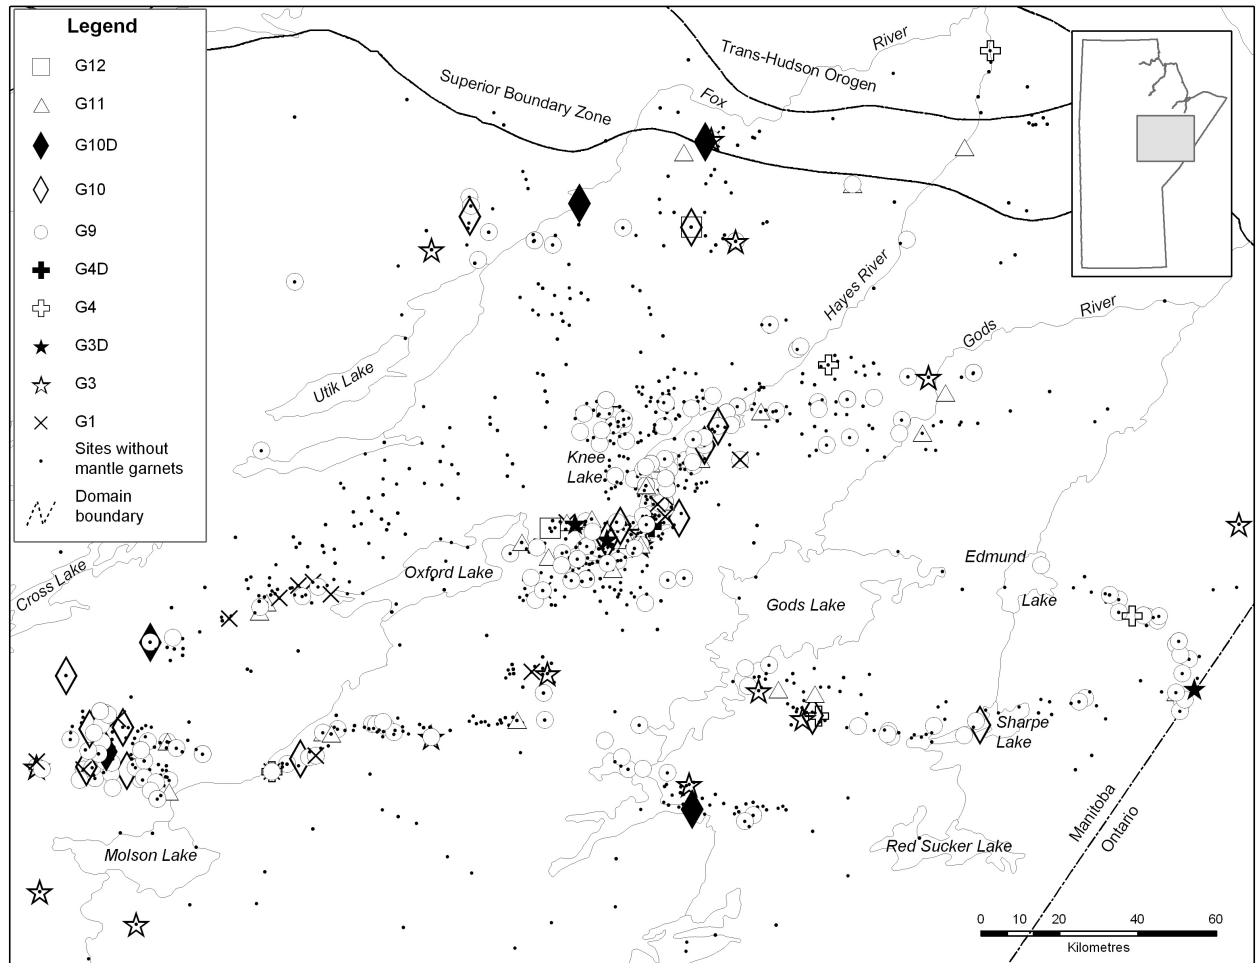 Legend
G12
G11
G10D
G10
G9
G4D
G4
G3D
G3
G1
Sites without
mantle garnets
Domain
boundary
River
Trans-Hudson Orogen
Superior Boundary Zone
Fox
Hayes River
Gods
River
Utik Lake
Knee
Lake
Oxford Lake
Cross Lake
Edmund
Lake
Gods Lake
Sharpe
Lake
Manitoba
Ontario
Molson Lake
Red Sucker Lake
0 10 20 40 60
Kilometres